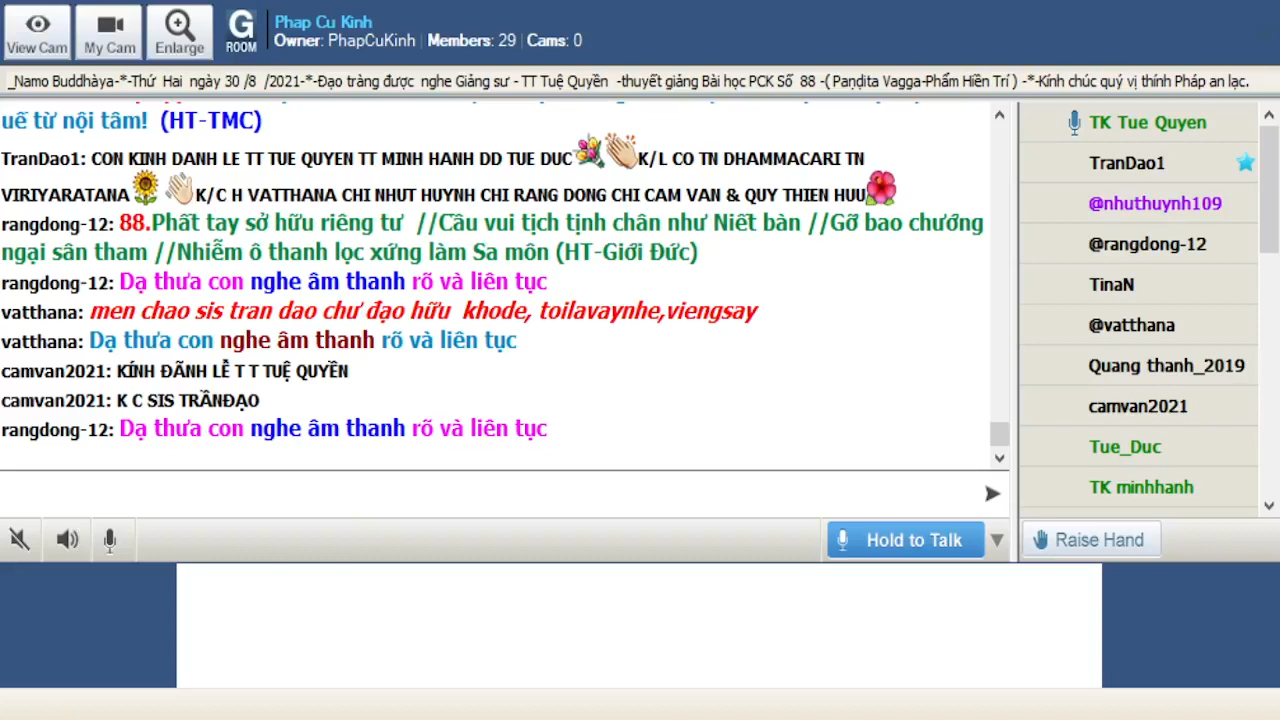 View Cam
My Cam
Enlarge
G ROOM
Phap Cu Kinh
Owner: PhapCuKinh | Members: 29 | Cams: 0
_Namo Buddhàya-*-Thứ Hai ngày 30 /8 /2021-*-Đạo tràng được nghe Giảng sư - TT Tuệ Quyền -thuyết giảng Bài học PCK Số 88 -( Paṇḍita Vagga-Phẩm Hiền Trí ) -*-Kính chúc quý vị thính Pháp an lạc.
uế từ nội tâm! (HT-TMC)
TranDao1: CON KINH DANH LE TT TUE QUYEN TT MINH HANH DD TUE DUC K/L CO TN DHAMMACARI TN
VIRIYARATANA K/C H VATTHANA CHI NHUT HUYNH CHI RANG DONG CHI CAM VAN & QUY THIEN HUU
rangdong-12: 88.Phất tay sở hữu riêng tư //Cầu vui tịch tịnh chân như Niết bàn //Gỡ bao chướng
ngại sân tham //Nhiễm ô thanh lọc xứng làm Sa môn (HT-Giới Đức)
rangdong-12: Dạ thưa con nghe âm thanh rõ và liên tục
vatthana: men chao sis tran dao chư đạo hữu khode, toilavaynhe,viengsay
vatthana: Dạ thưa con nghe âm thanh rõ và liên tục
camvan2021: KÍNH ĐÃNH LỄ T T TUỆ QUYỀN
camvan2021: K C SIS TRẦNĐẠO
rangdong-12: Dạ thưa con nghe âm thanh rõ và liên tục
TK Tue Quyen
TranDao1
@nhuthuynh109
@rangdong-12
TinaN
@vatthana
Quang thanh_2019
camvan2021
Tue_Duc
TK minhhanh
Hold to Talk
Raise Hand